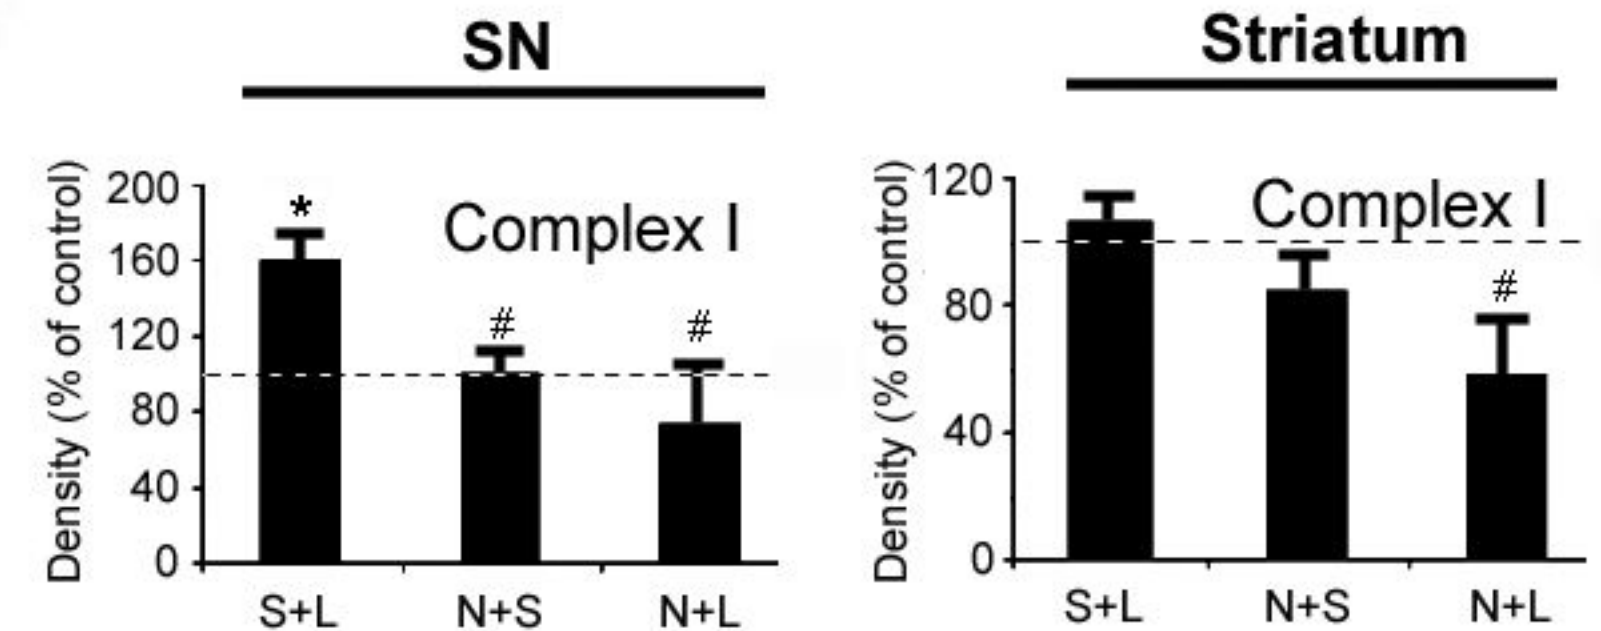 SN
Density (% of control)
200
160
120
80
40
0
*
#
#
Complex I
S+L
N+S
N+L
Striatum
Density (% of control)
120
80
40
0
Complex I
#
S+L
N+S
N+L